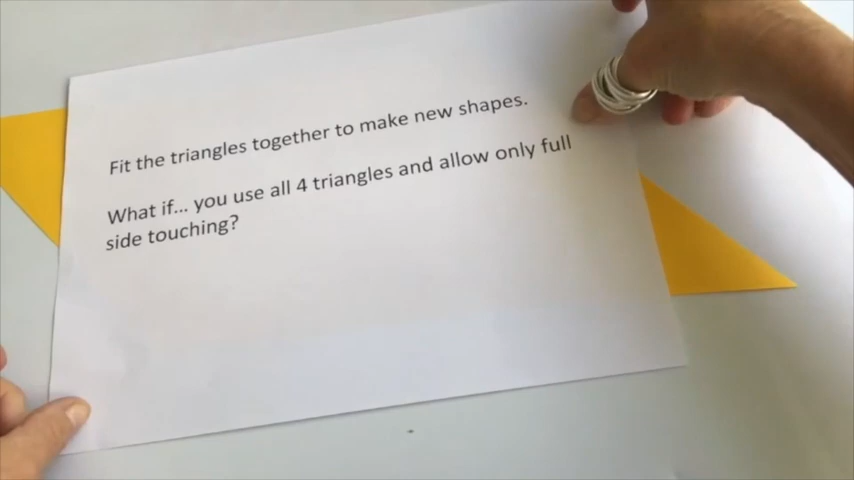 Fit the triangles together to make new shapes.
What if... you use all 4 triangles and allow only full
side touching?